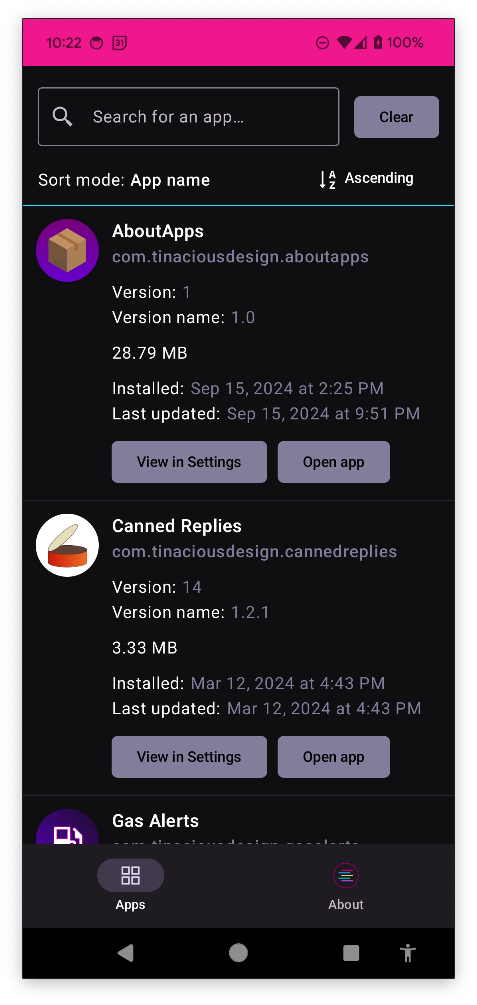 10:22 31 100%
Search for an app… Clear
Sort mode: App name A Z Ascending
AboutApps
com.tinaciousdesign.aboutapps
Version: 1
Version name: 1.0
28.79 MB
Installed: Sep 15, 2024 at 2:25 PM
Last updated: Sep 15, 2024 at 9:51 PM
View in Settings Open app
Canned Replies
com.tinaciousdesign.cannedreplies
Version: 14
Version name: 1.2.1
3.33 MB
Installed: Mar 12, 2024 at 4:43 PM
Last updated: Mar 12, 2024 at 4:43 PM
View in Settings Open app
Gas Alerts
com.tinaciousdesign.gasalerts
Apps About